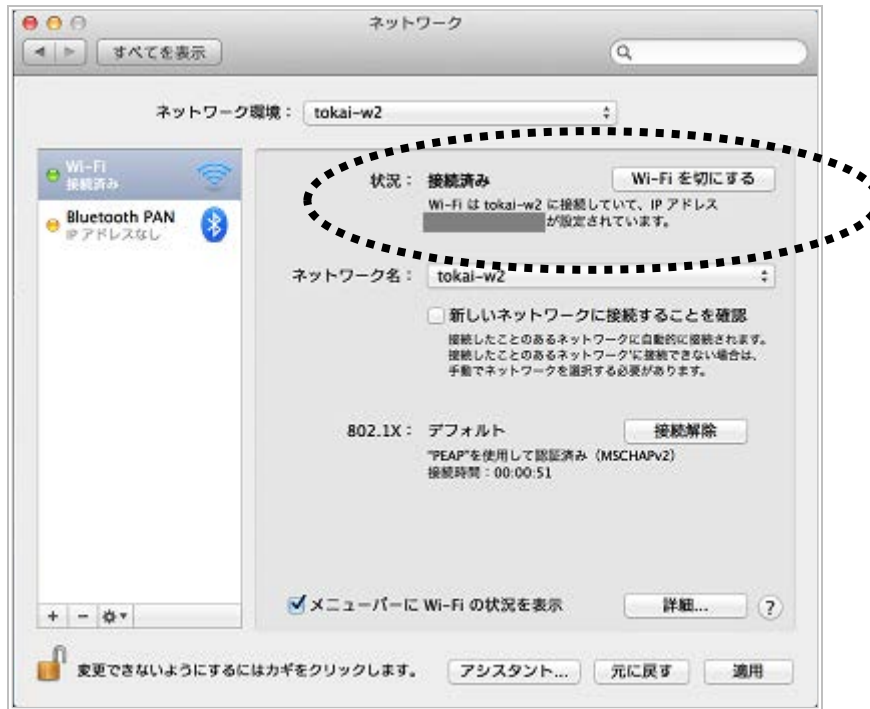 ネットワーク
すべてを表示
ネットワーク環境： tokai-w2
Wi-Fi
接続済み
Bluetooth PAN
IP アドレスなし
状況： 接続済み
Wi-Fi を切にする
Wi-Fi は tokai-w2 に接続していて、IP アドレス
が設定されています。
ネットワーク名： tokai-w2
新しいネットワークに接続することを確認
接続したことのあるネットワークに自動的に接続されます。
接続したことのあるネットワークに接続できない場合は、
手動でネットワークを選択する必要があります。
802.1X： デフォルト
接続解除
“PEAP”を使用して認証済み（MSCHAPv2）
接続時間：00:00:51
メニューバーに Wi-Fi の状況を表示
詳細...
?
+ −
変更できないようにするにはカギをクリックします。
アシスタント...
元に戻す
適用